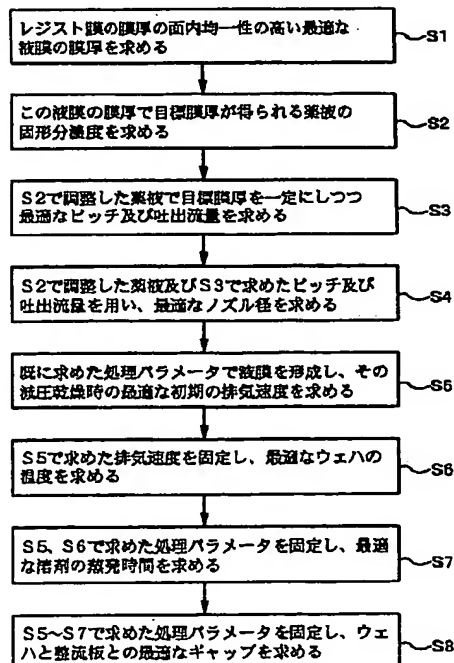 レジスト膜の膜厚の面内均一性の高い最適な
液膜の膜厚を求める
S1
この液膜の膜厚で目標膜厚が得られる薬液の
固形分濃度を求める
S2
S2で調整した薬液で目標膜厚を一定にしつつ
最適なピッチ及び吐出流量を求める
S3
S2で調整した薬液及びS3で求めたピッチ及び
吐出流量を用い、最適なノズル径を求める
S4
既に求めた処理パラメータで液膜を形成し、その
減圧乾燥時の最適な初期の排気速度を求める
S5
S5で求めた排気速度を固定し、最適なウェハの
温度を求める
S6
S5、S6で求めた処理パラメータを固定し、最適
な溶剤の蒸発時間を求める
S7
S5〜S7で求めた処理パラメータを固定し、ウェ
ハと整流板との最適なギャップを求める
S8